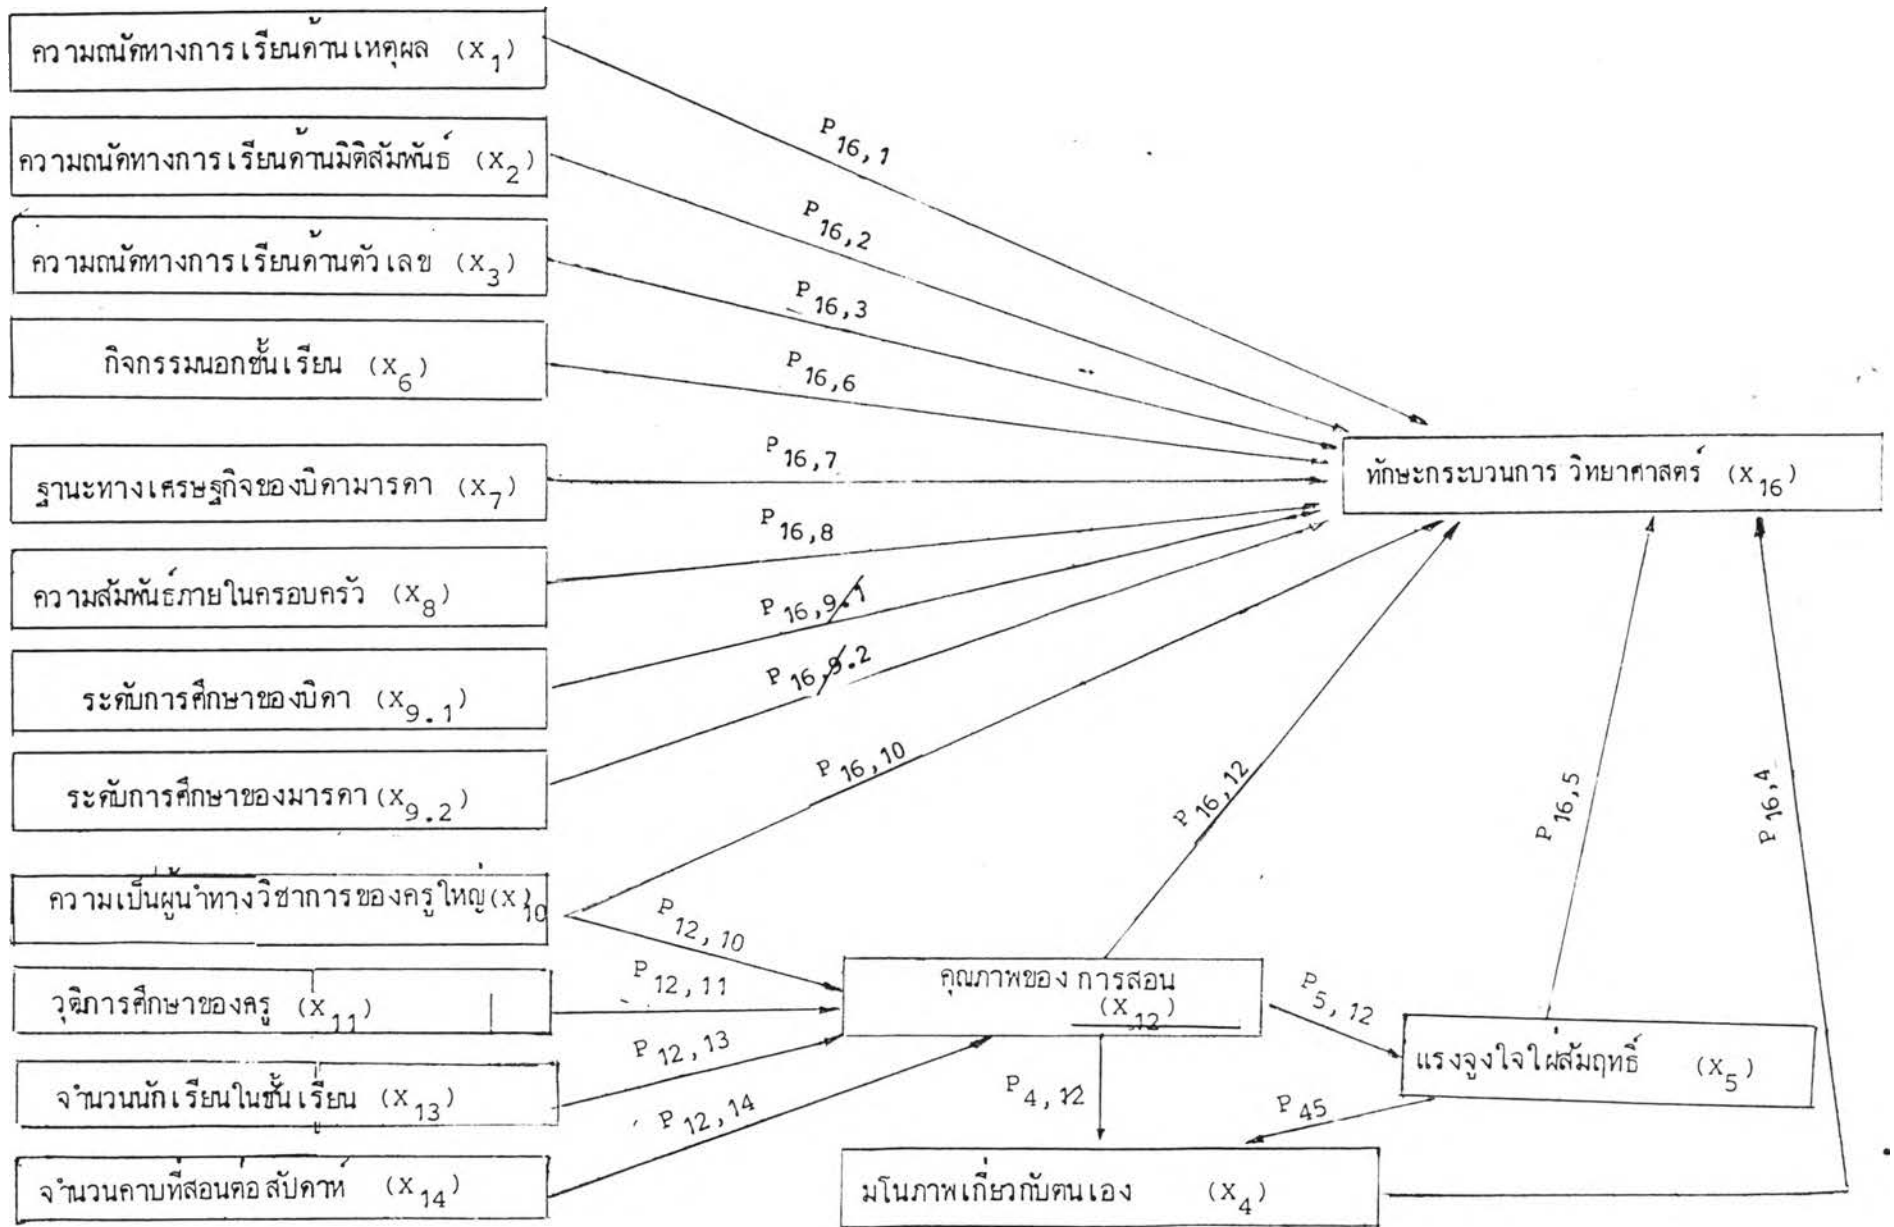 ความถนัดทางการเรียนด้านเหตุผล (X1)
ความถนัดทางการเรียนด้านมิติสัมพันธ์ (X2)
ความถนัดทางการเรียนด้านตัวเลข (X3)
กิจกรรมนอกชั้นเรียน (X6)
ฐานะทางเศรษฐกิจของบิดามารดา (X7)
ความสัมพันธ์ภายในครอบครัว (X8)
ระดับการศึกษาของบิดา (X9.1)
ระดับการศึกษาของมารดา (X9.2)
ความเป็นผู้นำทางวิชาการของครูใหญ่ (X)10
วุฒิการศึกษาของครู (X11)
จำนวนนักเรียนในชั้นเรียน (X13)
จำนวนคาบที่สอนต่อสัปดาห์ (X14)
P16,1
P16,2
P16,3
P16,6
P16,7
P16,8
P16,9.1
P16,9.2
P16,10
P12,10
P12,11
P12,13
P12,14
P16,12
P16,5
P16,4
ทักษะกระบวนการวิทยาศาสตร์ (X16)
คุณภาพของการสอน
(X12)
P5,12
P4,12
P45
แรงจูงใจใฝ่สัมฤทธิ์ (X5)
มโนภาพเกี่ยวกับตนเอง (X4)